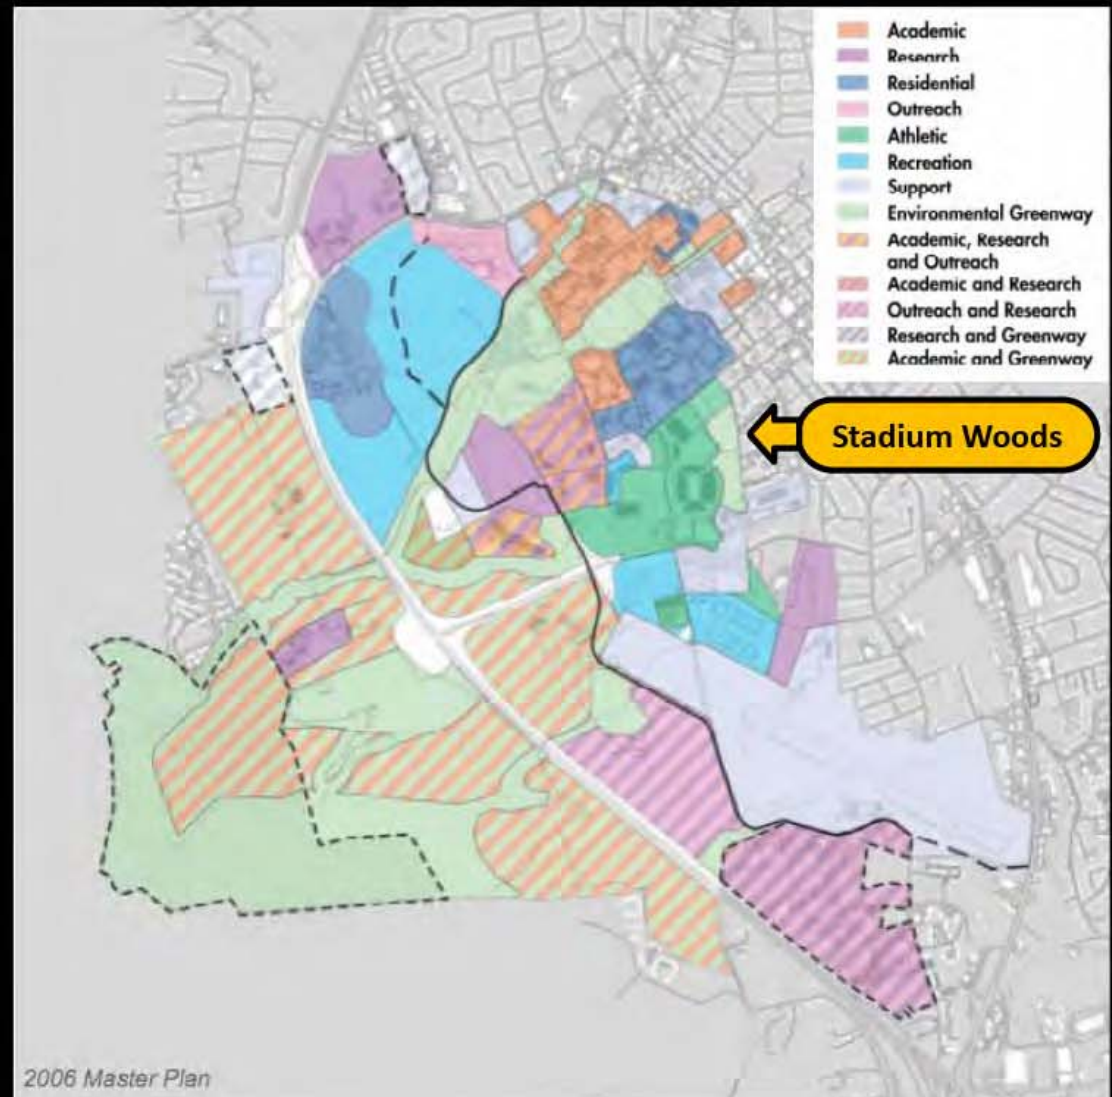 Academic
Research
Residential
Outreach
Athletic
Recreation
Support
Environmental Greenway
Academic, Research
and Outreach
Academic and Research
Outreach and Research
Research and Greenway
Academic and Greenway
Stadium Woods
2006 Master Plan